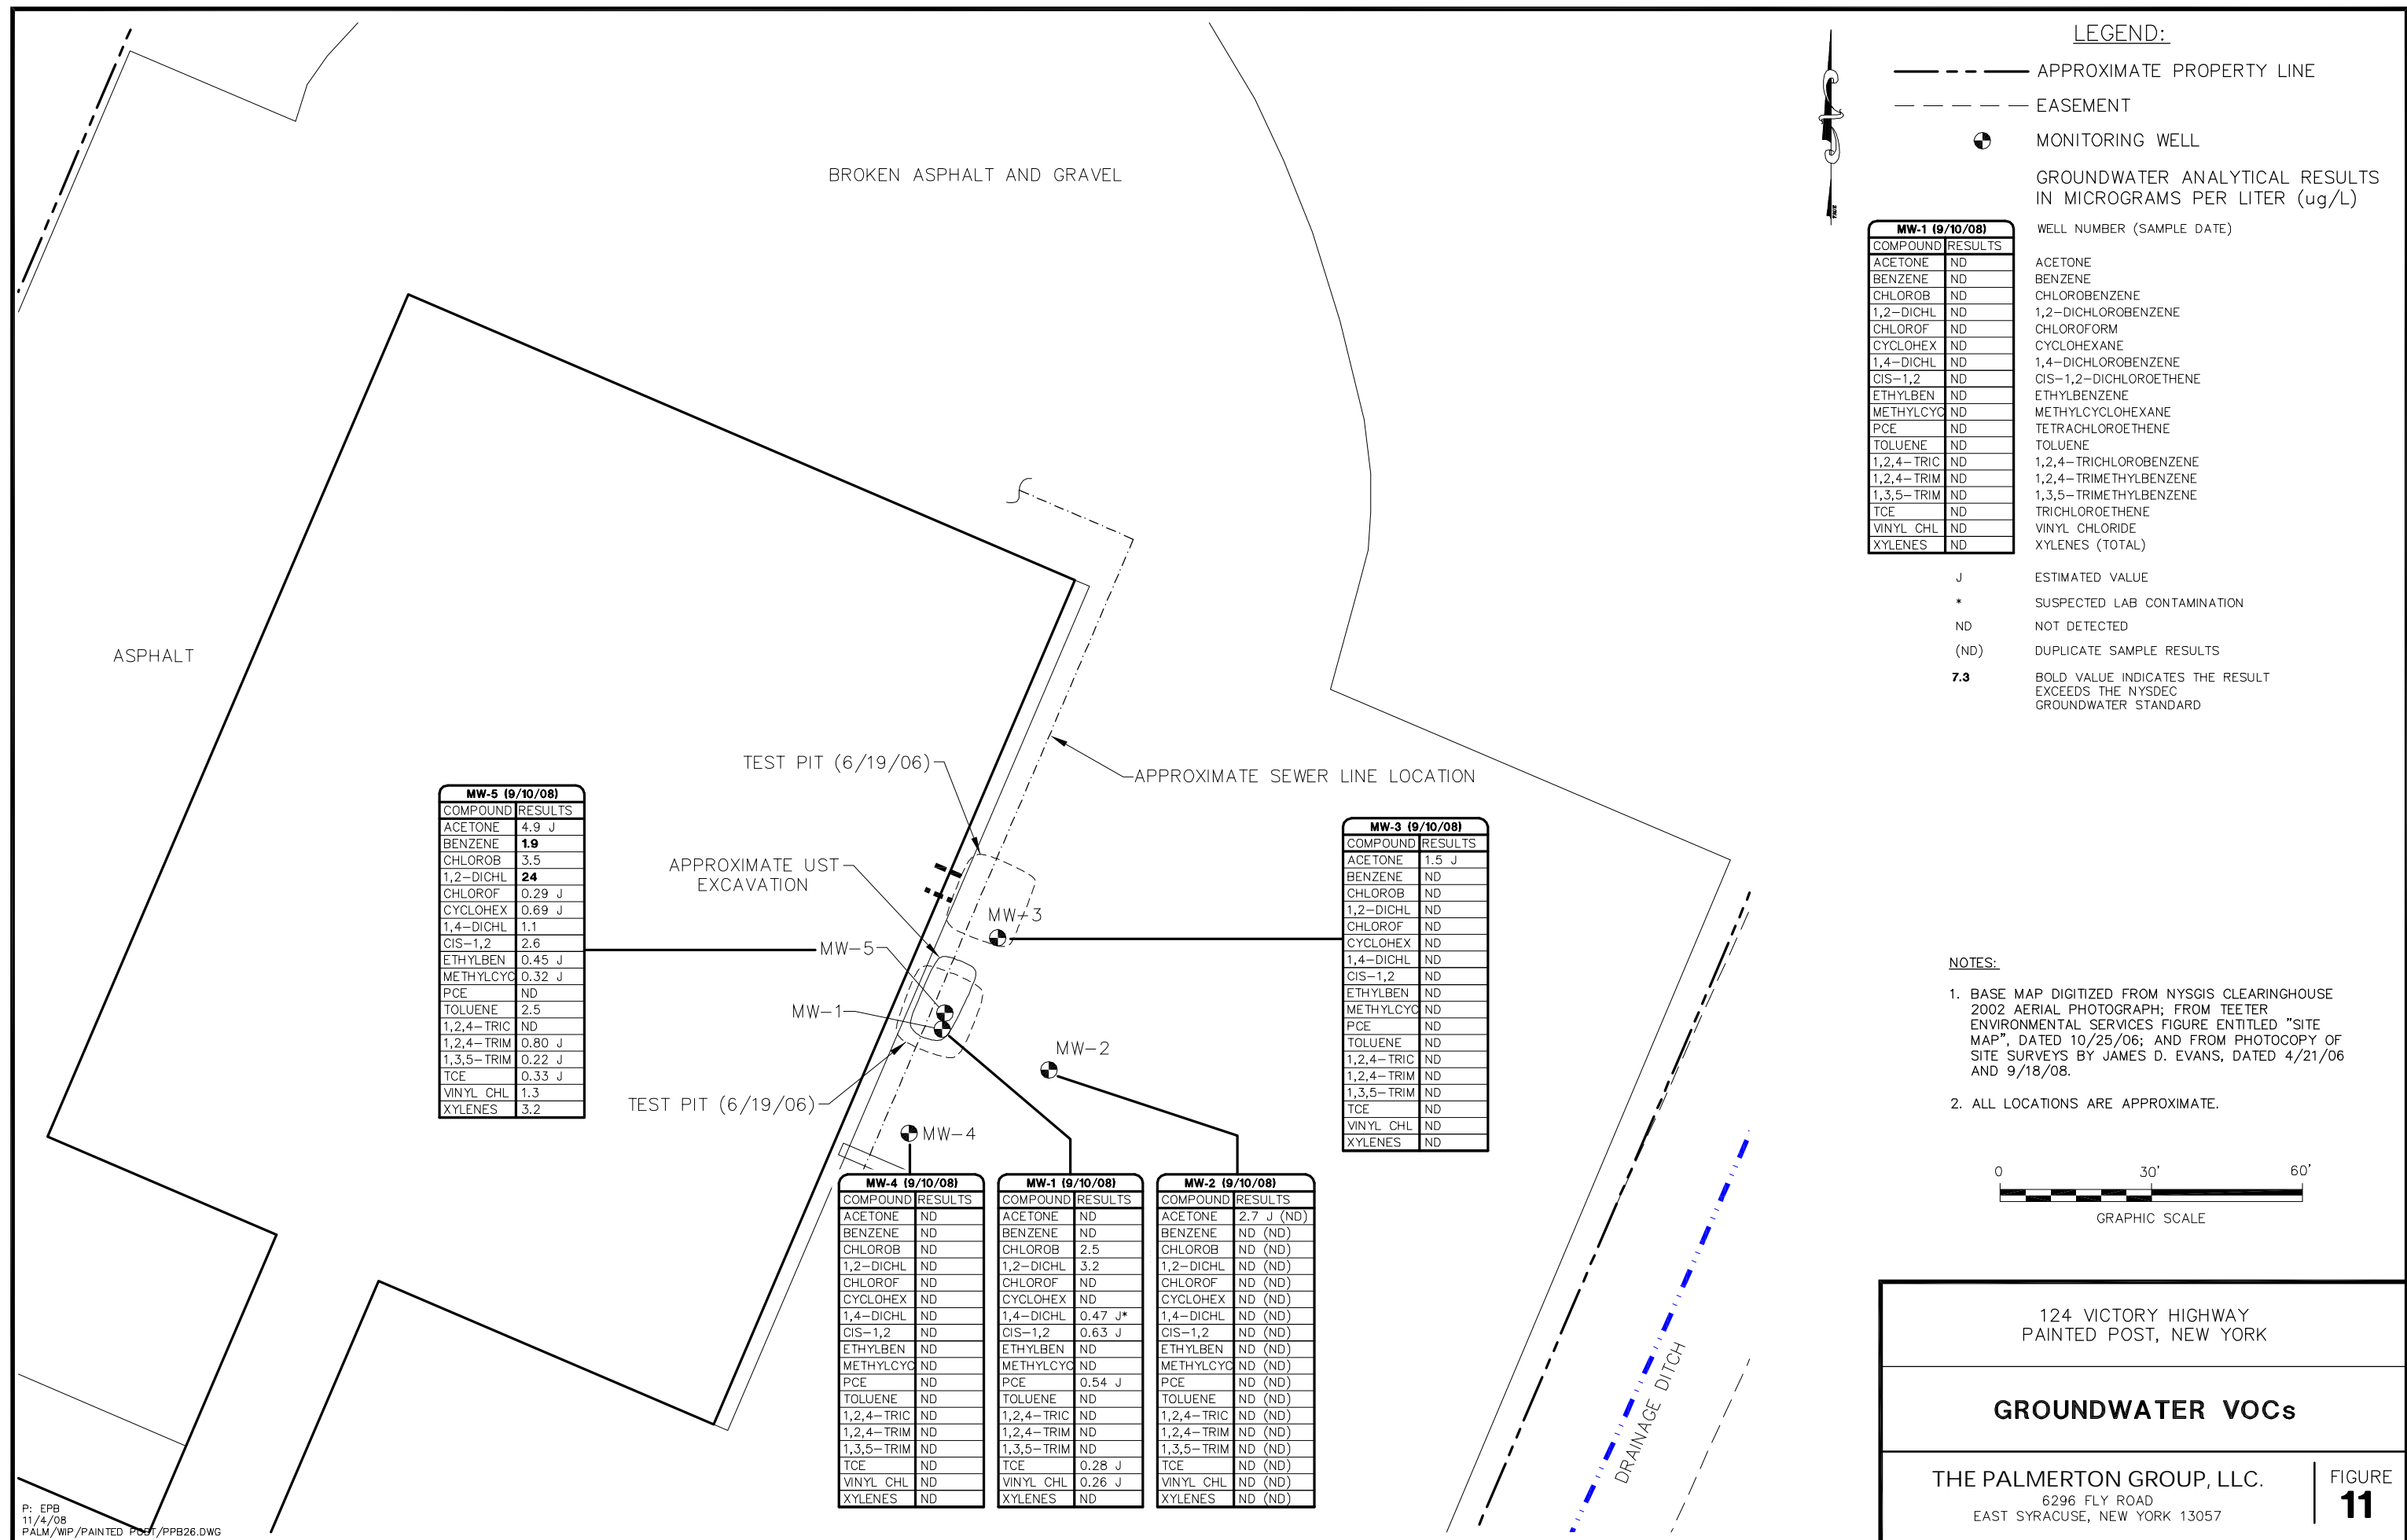 LEGEND:
APPROXIMATE PROPERTY LINE
EASEMENT
MONITORING WELL
GROUNDWATER ANALYTICAL RESULTS
IN MICROGRAMS PER LITER (ug/L)
MW-1 (9/10/08) WELL NUMBER (SAMPLE DATE)
COMPOUND RESULTS
ACETONE ND ACETONE
BENZENE ND BENZENE
CHLOROB ND CHLOROBENZENE
1,2-DICHL ND 1,2-DICHLOROBENZENE
CHLOROF ND CHLOROFORM
CYCLOHEX ND CYCLOHEXANE
1,4-DICHL ND 1,4-DICHLOROBENZENE
CIS-1,2 ND CIS-1,2-DICHLOROETHENE
ETHYLBEN ND ETHYLBENZENE
METHYLCYC ND METHYLCYCLOHEXANE
PCE ND TETRACHLOROETHENE
TOLUENE ND TOLUENE
1,2,4-TRIC ND 1,2,4-TRICHLOROBENZENE
1,2,4-TRIM ND 1,2,4-TRIMETHYLBENZENE
1,3,5-TRIM ND 1,3,5-TRIMETHYLBENZENE
TCE ND TRICHLOROETHENE
VINYL CHL ND VINYL CHLORIDE
XYLENES ND XYLENES (TOTAL)
J ESTIMATED VALUE
* SUSPECTED LAB CONTAMINATION
ND NOT DETECTED
(ND) DUPLICATE SAMPLE RESULTS
7.3 BOLD VALUE INDICATES THE RESULT
EXCEEDS THE NYSDEC
GROUNDWATER STANDARD
BROKEN ASPHALT AND GRAVEL
ASPHALT
TEST PIT (6/19/06)
APPROXIMATE SEWER LINE LOCATION
APPROXIMATE UST
EXCAVATION
MW-3
MW-5
MW-1
MW-2
TEST PIT (6/19/06)
MW-4
DRAINAGE DITCH
MW-5 (9/10/08)
COMPOUND RESULTS
ACETONE 4.9 J
BENZENE 1.9
CHLOROB 3.5
1,2-DICHL 24
CHLOROF 0.29 J
CYCLOHEX 0.69 J
1,4-DICHL 1.1
CIS-1,2 2.6
ETHYLBEN 0.45 J
METHYLCYC 0.32 J
PCE ND
TOLUENE 2.5
1,2,4-TRIC ND
1,2,4-TRIM 0.80 J
1,3,5-TRIM 0.22 J
TCE 0.33 J
VINYL CHL 1.3
XYLENES 3.2
MW-3 (9/10/08)
COMPOUND RESULTS
ACETONE 1.5 J
BENZENE ND
CHLOROB ND
1,2-DICHL ND
CHLOROF ND
CYCLOHEX ND
1,4-DICHL ND
CIS-1,2 ND
ETHYLBEN ND
METHYLCYC ND
PCE ND
TOLUENE ND
1,2,4-TRIC ND
1,2,4-TRIM ND
1,3,5-TRIM ND
TCE ND
VINYL CHL ND
XYLENES ND
MW-4 (9/10/08)
COMPOUND RESULTS
ACETONE ND
BENZENE ND
CHLOROB ND
1,2-DICHL ND
CHLOROF ND
CYCLOHEX ND
1,4-DICHL ND
CIS-1,2 ND
ETHYLBEN ND
METHYLCYC ND
PCE ND
TOLUENE ND
1,2,4-TRIC ND
1,2,4-TRIM ND
1,3,5-TRIM ND
TCE ND
VINYL CHL ND
XYLENES ND
MW-1 (9/10/08)
COMPOUND RESULTS
ACETONE ND
BENZENE ND
CHLOROB 2.5
1,2-DICHL 3.2
CHLOROF ND
CYCLOHEX ND
1,4-DICHL 0.47 J*
CIS-1,2 0.63 J
ETHYLBEN ND
METHYLCYC ND
PCE 0.54 J
TOLUENE ND
1,2,4-TRIC ND
1,2,4-TRIM ND
1,3,5-TRIM ND
TCE 0.28 J
VINYL CHL 0.26 J
XYLENES ND
MW-2 (9/10/08)
COMPOUND RESULTS
ACETONE 2.7 J (ND)
BENZENE ND (ND)
CHLOROB ND (ND)
1,2-DICHL ND (ND)
CHLOROF ND (ND)
CYCLOHEX ND (ND)
1,4-DICHL ND (ND)
CIS-1,2 ND (ND)
ETHYLBEN ND (ND)
METHYLCYC ND (ND)
PCE ND (ND)
TOLUENE ND (ND)
1,2,4-TRIC ND (ND)
1,2,4-TRIM ND (ND)
1,3,5-TRIM ND (ND)
TCE ND (ND)
VINYL CHL ND (ND)
XYLENES ND (ND)
NOTES:
1. BASE MAP DIGITIZED FROM NYSGIS CLEARINGHOUSE
2002 AERIAL PHOTOGRAPH; FROM TEETER
ENVIRONMENTAL SERVICES FIGURE ENTITLED "SITE
MAP", DATED 10/25/06; AND FROM PHOTOCOPY OF
SITE SURVEYS BY JAMES D. EVANS, DATED 4/21/06
AND 9/18/08.
2. ALL LOCATIONS ARE APPROXIMATE.
0 30' 60'
GRAPHIC SCALE
124 VICTORY HIGHWAY
PAINTED POST, NEW YORK
GROUNDWATER VOCs
THE PALMERTON GROUP, LLC.
6296 FLY ROAD
EAST SYRACUSE, NEW YORK 13057
FIGURE
11
P: EPB
11/4/08
PALM/WIP/PAINTED POST/PPB26.DWG